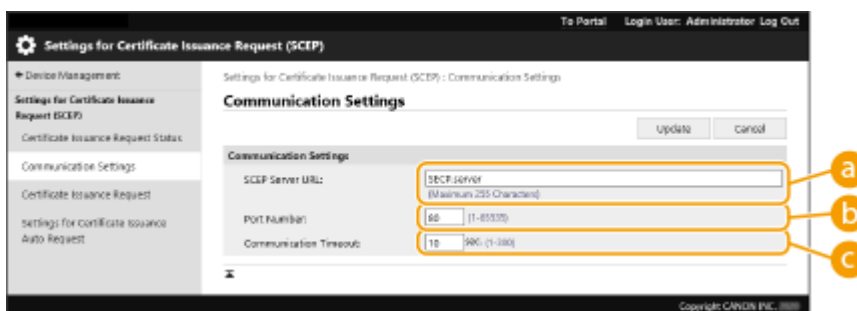 To Portal Login User: Administrator Log Out
Settings for Certificate Issuance Request (SCEP)
Device Management
Settings for Certificate Issuance Request (SCEP) : Communication Settings
Settings for Certificate Issuance
Request (SCEP)
Communication Settings
Certificate Issuance Request Status
Update Cancel
Communication Settings
Communication Settings
SCEP Server URL:
SECP.server
(Maximum 255 Characters)
a
Certificate Issuance Request
Port Number:
(1-65535)
b
Settings for Certificate Issuance
Auto Request
Communication Timeout:
10 sec. (1-300)
c
Copyright CANON INC.